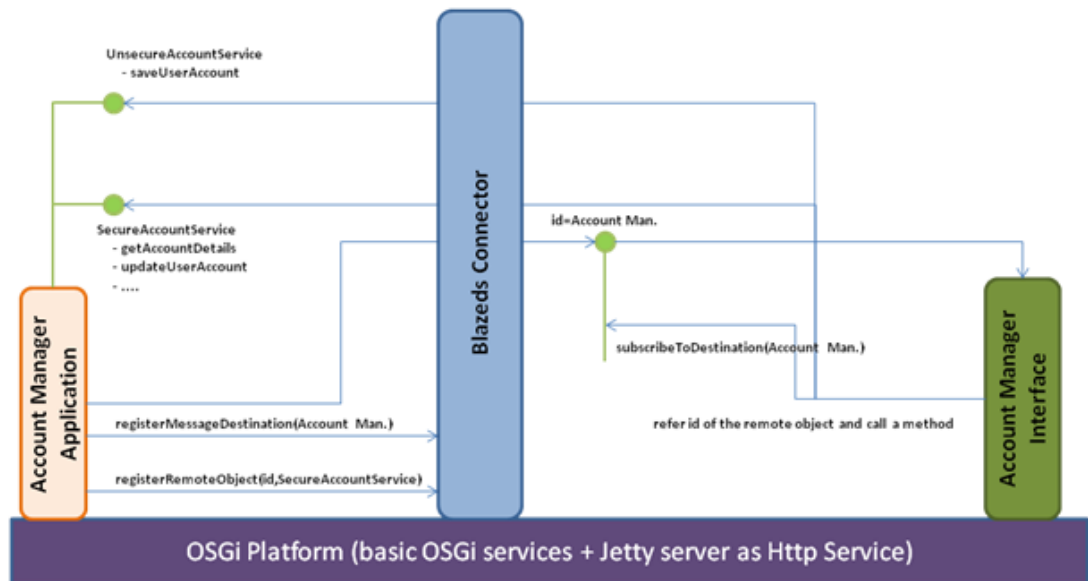 UnsecureAccountService
- saveUserAccount
SecureAccountService
- getAccountDetails
- updateUserAccount
- ....
Account Manager
Application
Blazeds Connector
id=Account Man.
subscribeToDestination(Account Man.)
registerMessageDestination(Account Man.)
refer id of the remote object and call a method
registerRemoteObject(id,SecureAccountService)
Account Manager
Interface
OSGi Platform (basic OSGi services + Jetty server as Http Service)